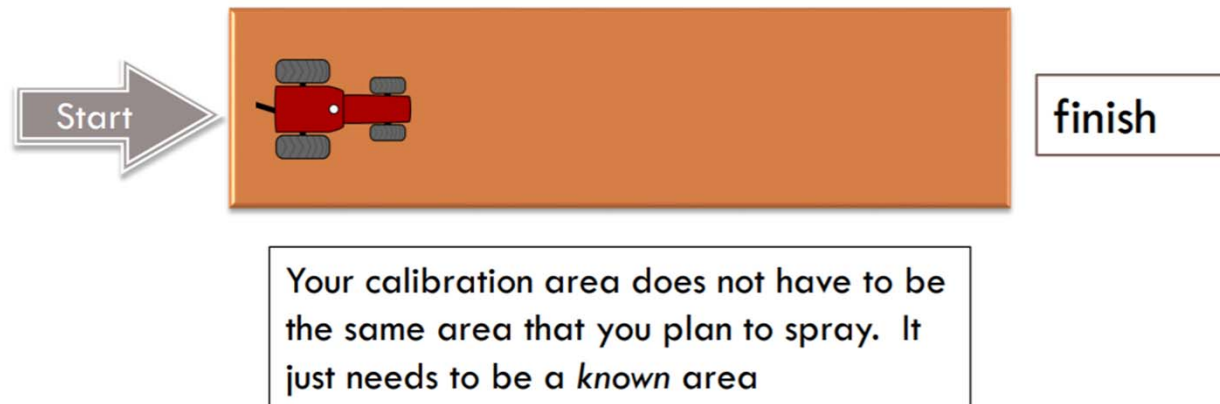 Start
finish
Your calibration area does not have to be
the same area that you plan to spray.  It
just needs to be a known area